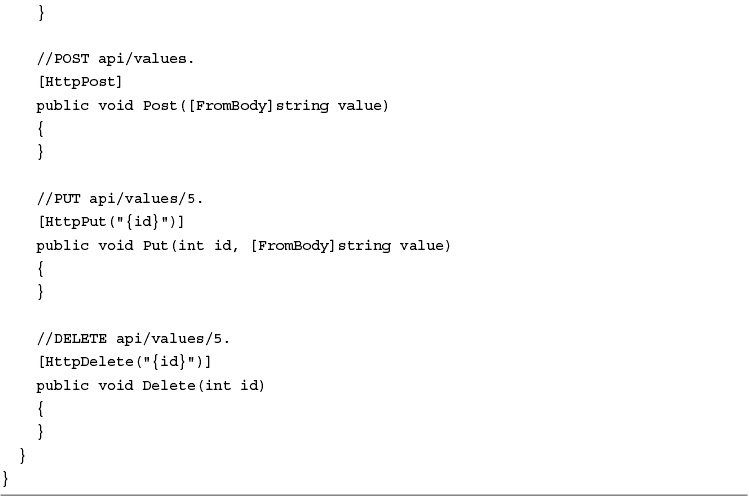 }

    //POST api/values.
    [HttpPost]
    public void Post([FromBody]string value)
    {
    }

    //PUT api/values/5.
    [HttpPut("{id}")]
    public void Put(int id, [FromBody]string value)
    {
    }

    //DELETE api/values/5.
    [HttpDelete("{id}")]
    public void Delete(int id)
    {
    }
  }
}